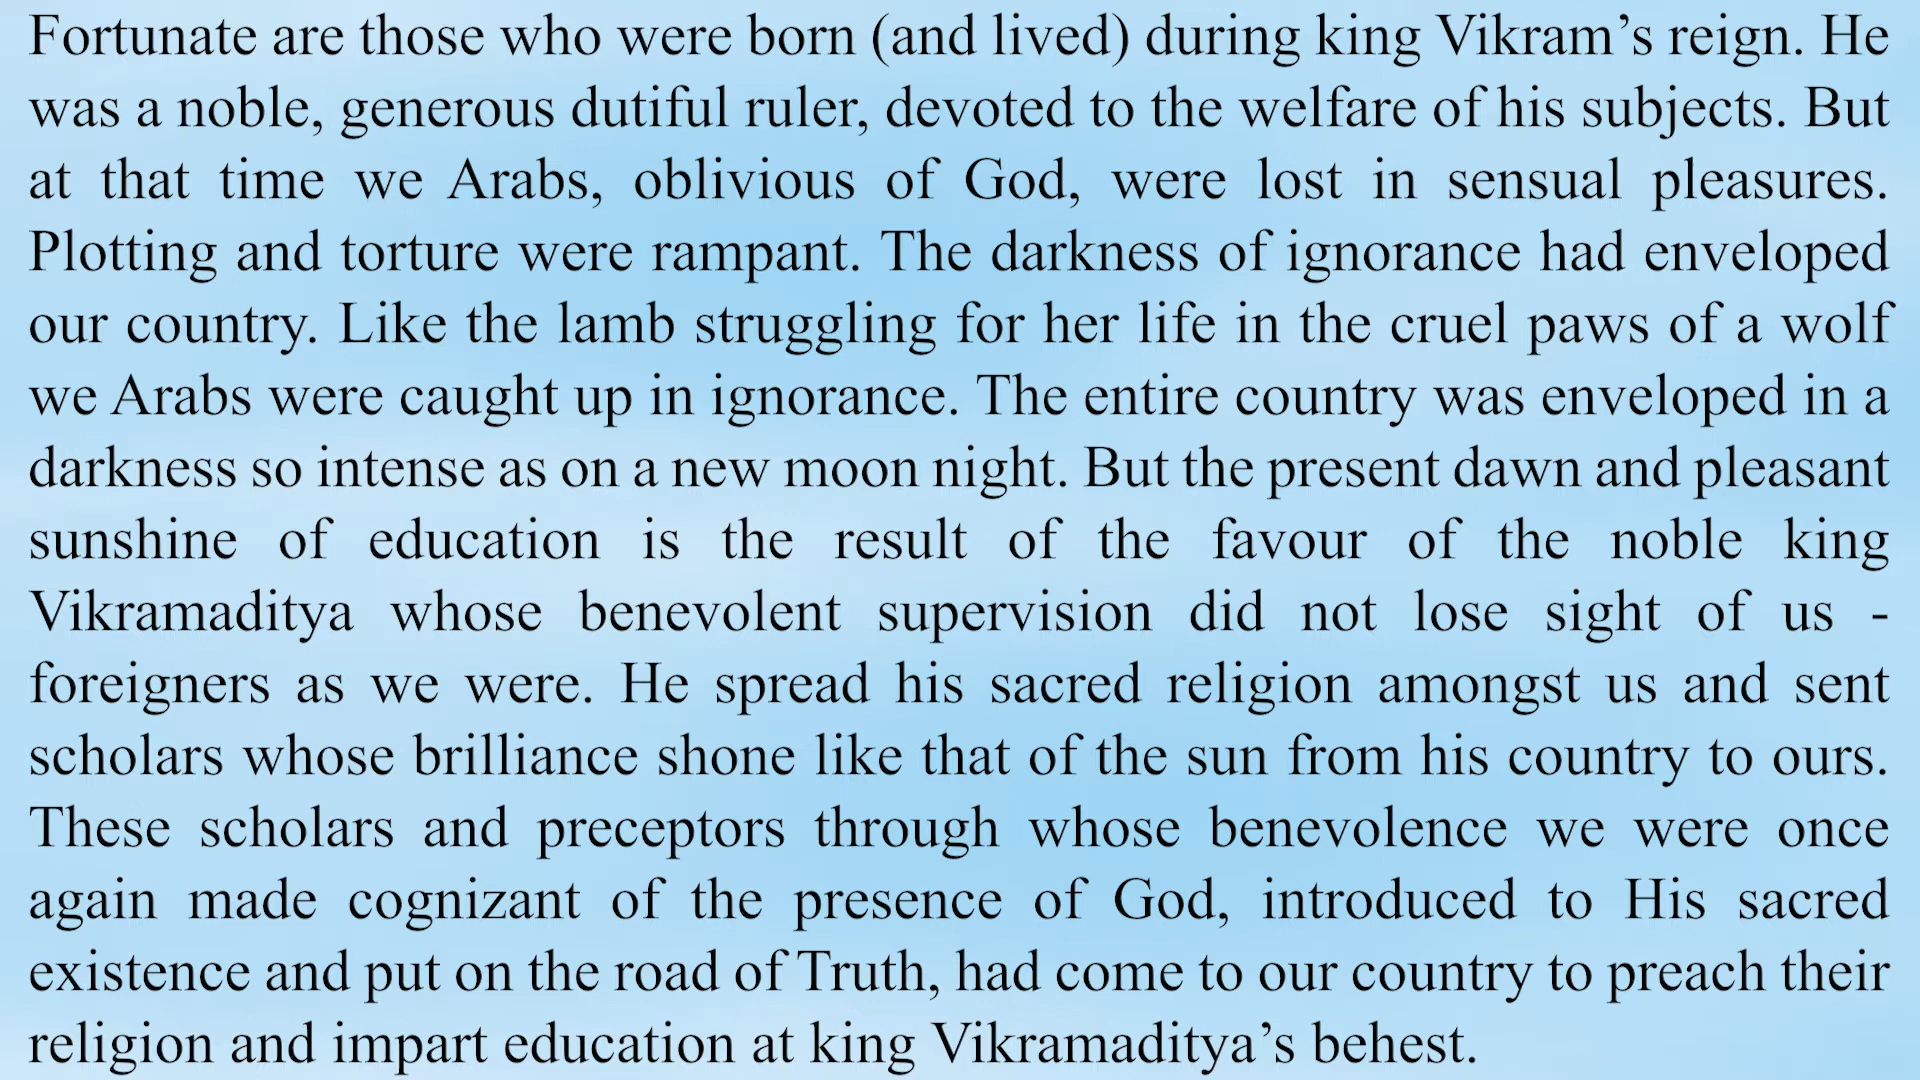 Fortunate are those who were born (and lived) during king Vikram’s reign. He
was a noble, generous dutiful ruler, devoted to the welfare of his subjects. But
at that time we Arabs, oblivious of God, were lost in sensual pleasures.
Plotting and torture were rampant. The darkness of ignorance had enveloped
our country. Like the lamb struggling for her life in the cruel paws of a wolf
we Arabs were caught up in ignorance. The entire country was enveloped in a
darkness so intense as on a new moon night. But the present dawn and pleasant
sunshine of education is the result of the favour of the noble king
Vikramaditya whose benevolent supervision did not lose sight of us -
foreigners as we were. He spread his sacred religion amongst us and sent
scholars whose brilliance shone like that of the sun from his country to ours.
These scholars and preceptors through whose benevolence we were once
again made cognizant of the presence of God, introduced to His sacred
existence and put on the road of Truth, had come to our country to preach their
religion and impart education at king Vikramaditya’s behest.